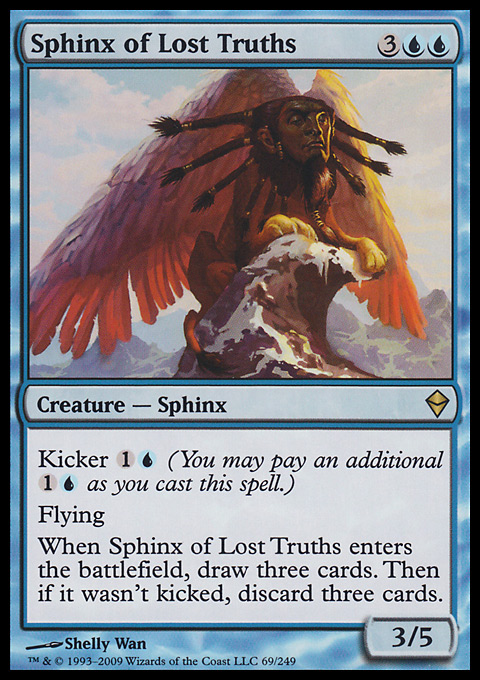 Sphinx of Lost Truths 3
Creature — Sphinx
Kicker 1 (You may pay an additional
1 as you cast this spell.)
Flying
When Sphinx of Lost Truths enters
the battlefield, draw three cards. Then
if it wasn't kicked, discard three cards.
Shelly Wan
3/5
™ & © 1993–2009 Wizards of the Coast LLC 69/249